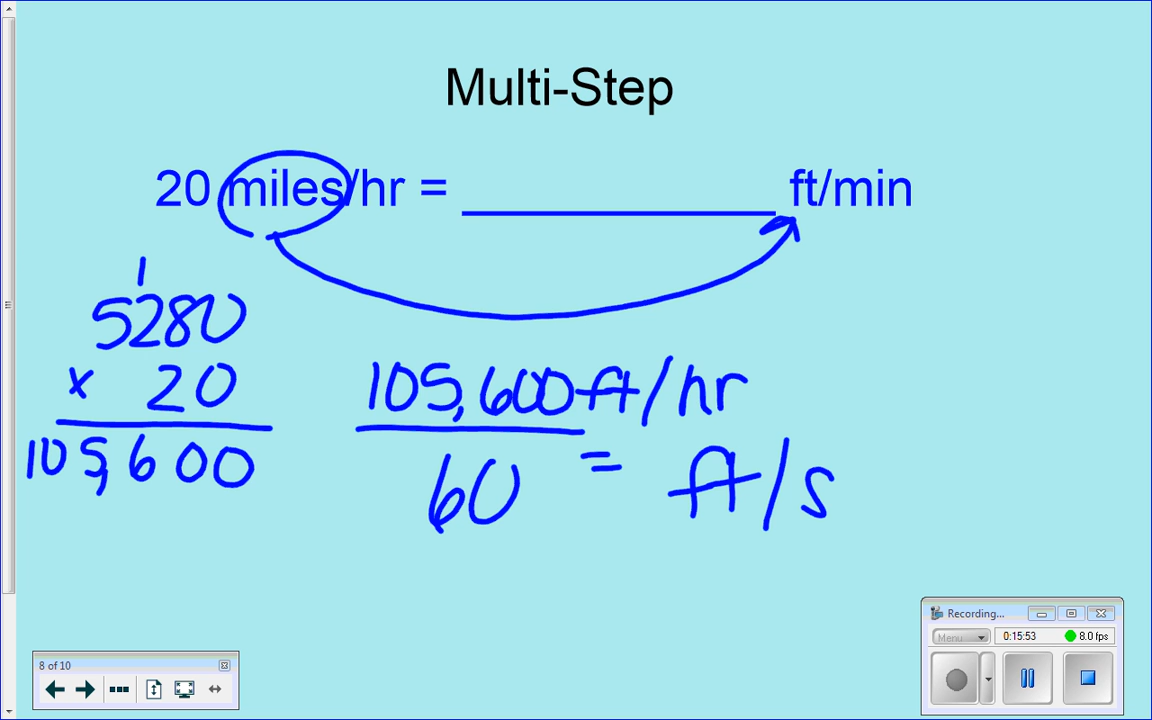 Multi-Step
20 miles/hr = ____________ ft/min
1
5280
x 20
105,600
105,600 ft/hr
60 = ft/s
Recording...
Menu
0:15:53
8.0 fps
8 of 10